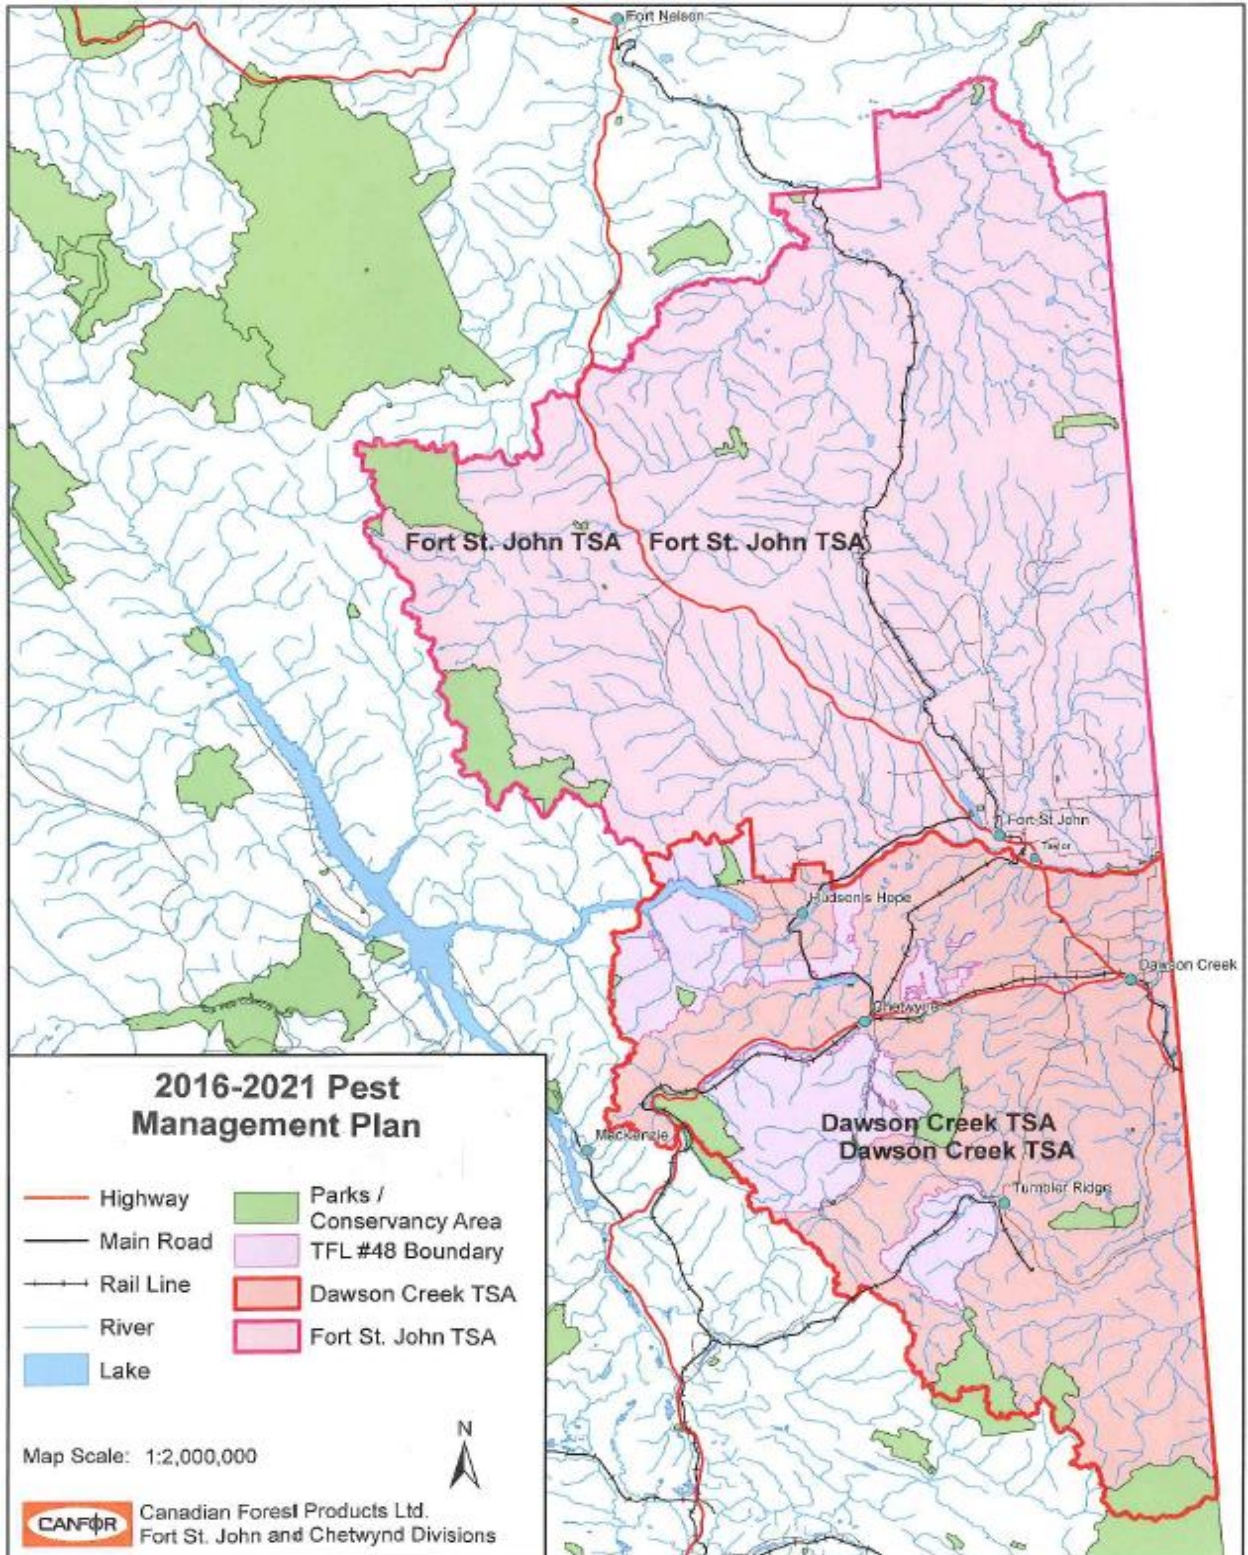 Fort Nelson
Fort St. John TSA Fort St. John TSA
Fort St John
Taylor
Hudson's Hope
Dawson Creek
Chetwynd
Dawson Creek TSA
Dawson Creek TSA
Mackenzie
Tumbler Ridge
2016-2021 Pest
Management Plan
Highway
Main Road
Rail Line
River
Lake
Parks /
Conservancy Area
TFL #48 Boundary
Dawson Creek TSA
Fort St. John TSA
N
Map Scale: 1:2,000,000
CANFOR
Canadian Forest Products Ltd.
Fort St. John and Chetwynd Divisions